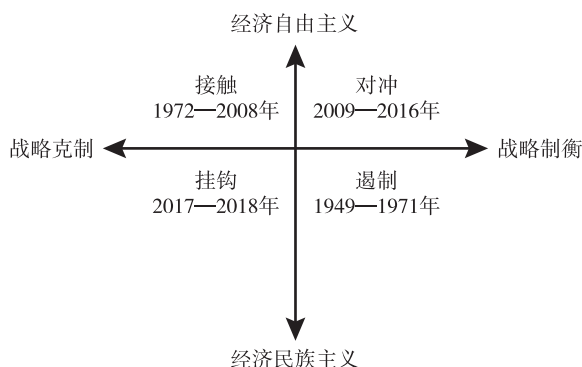 经济自由主义
接触
1972—2008年
对冲
2009—2016年
战略克制
战略制衡
挂钩
2017—2018年
遏制
1949—1971年
经济民族主义